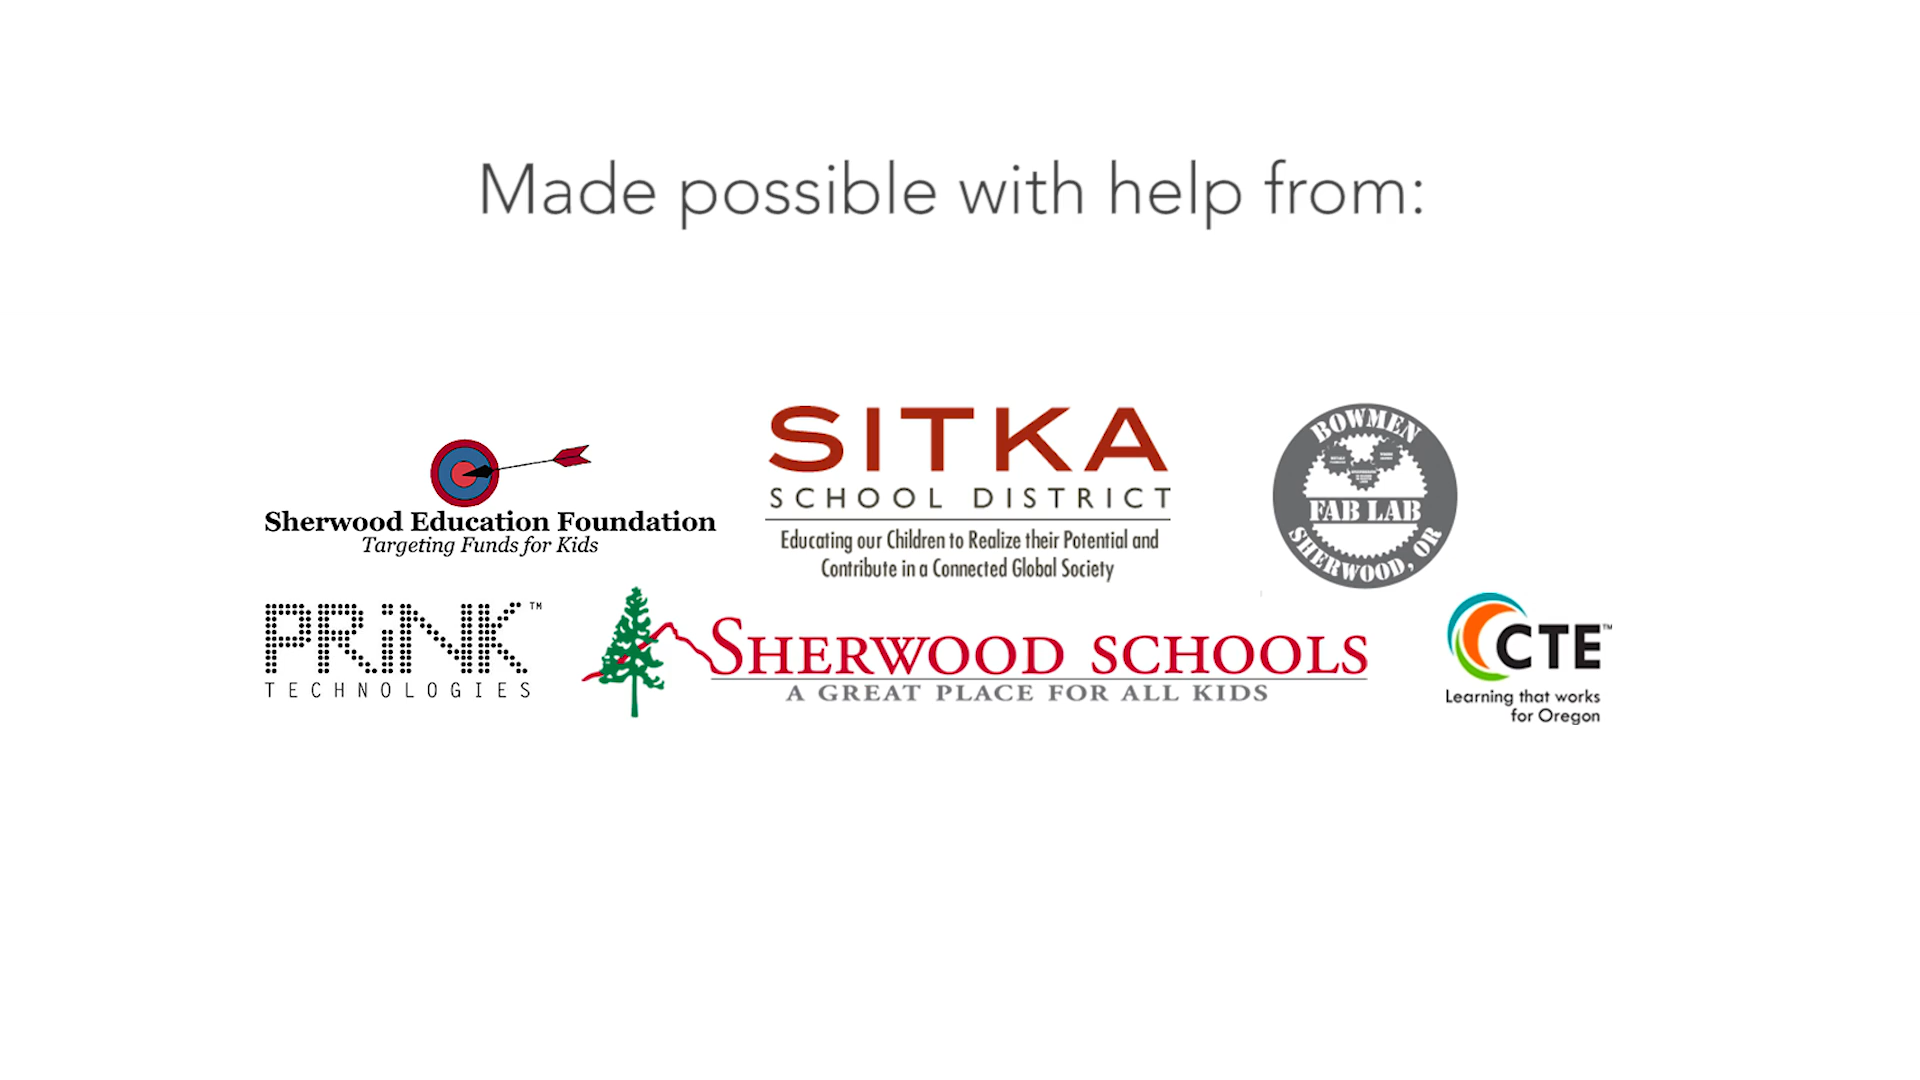 Made possible with help from:
Sherwood Education Foundation
Targeting Funds for Kids
SITKA
SCHOOL DISTRICT
Educating our Children to Realize their Potential and
Contribute in a Connected Global Society
BOWMEN
FAB LAB
SHERWOOD, OR
PRiNK™
TECHNOLOGIES
SHERWOOD SCHOOLS
A GREAT PLACE FOR ALL KIDS
CTE™
Learning that works
for Oregon